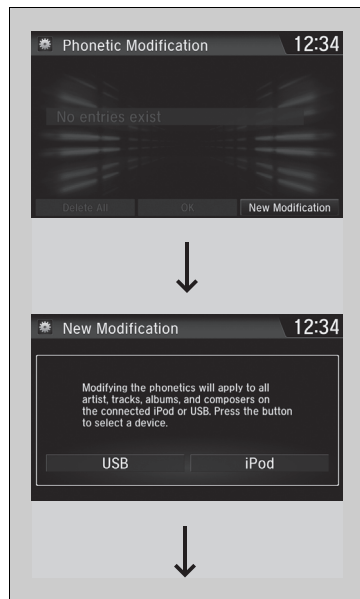 Phonetic Modification 12:34
No entries exist
Delete All OK New Modification
New Modification 12:34
Modifying the phonetics will apply to all
artist, tracks, albums, and composers on
the connected iPod or USB. Press the button
to select a device.
USB iPod